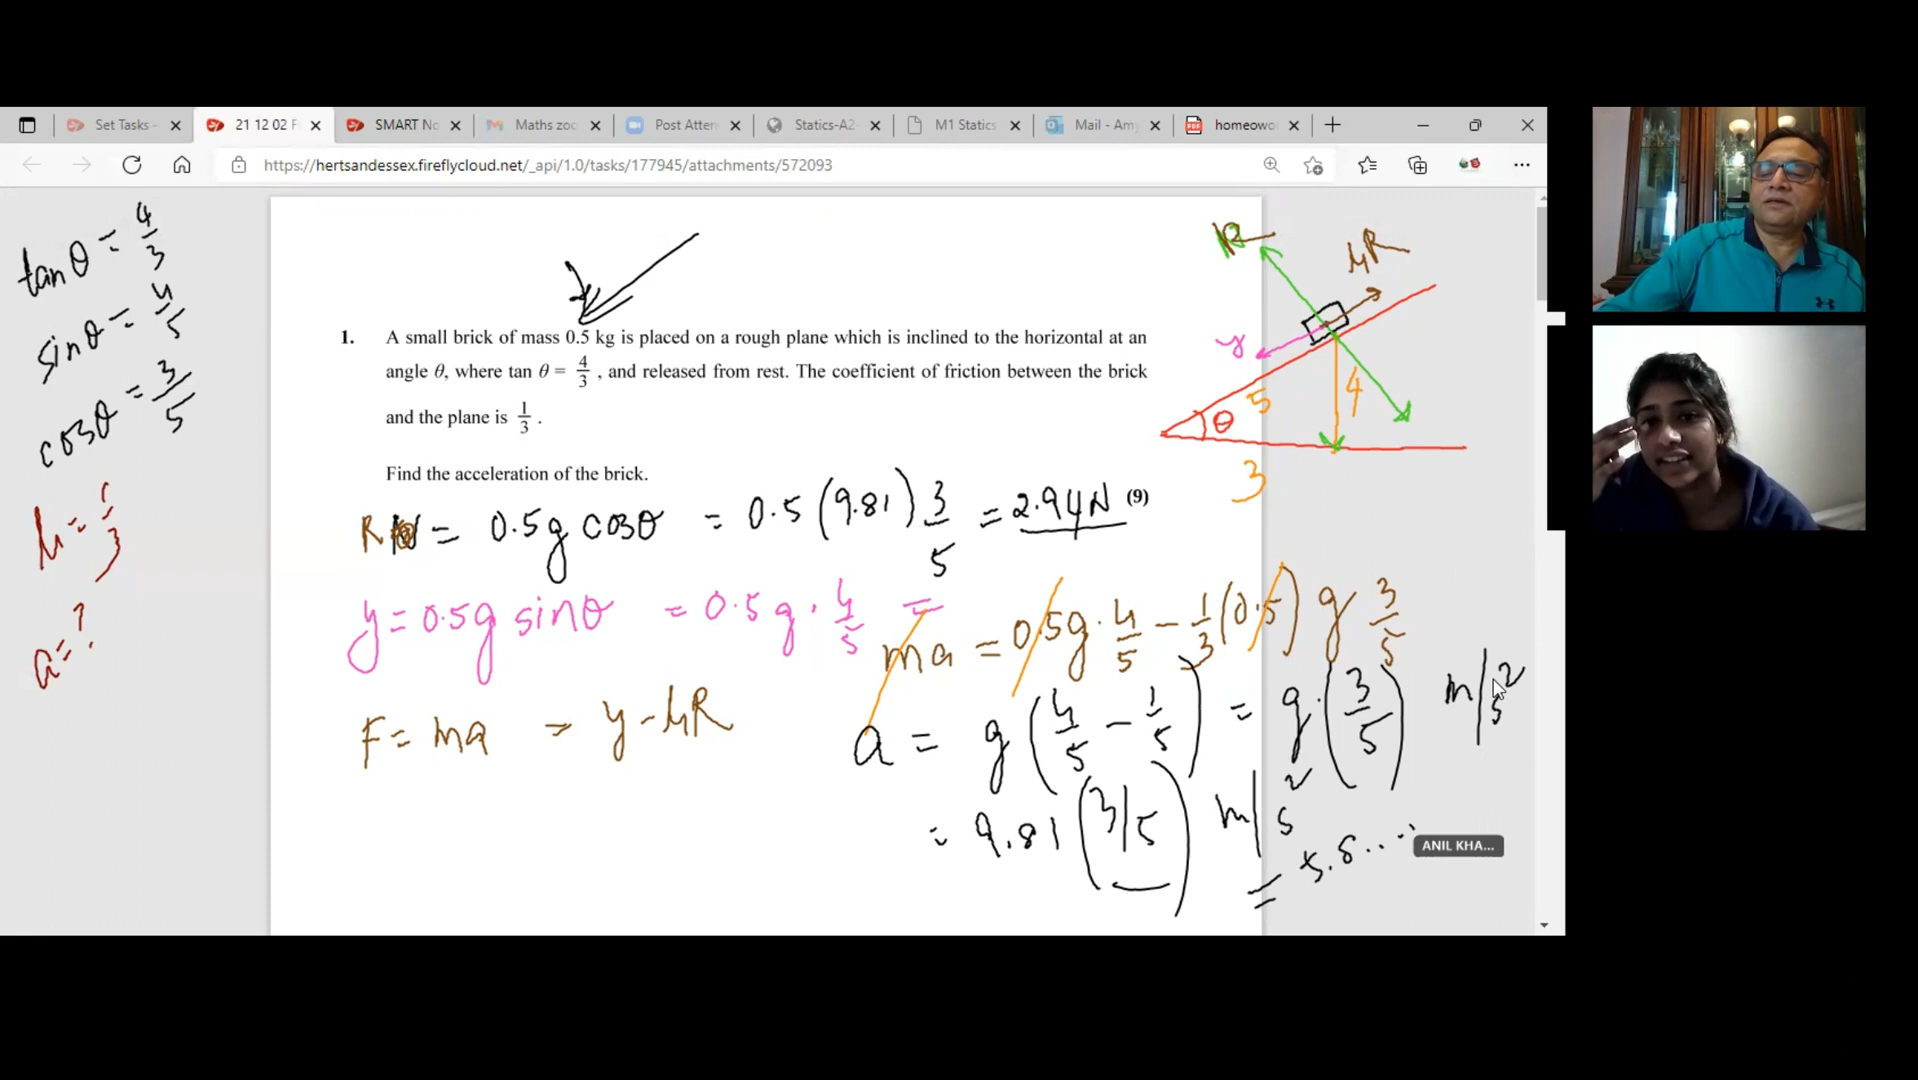 Set Tasks -
21 12 02 F
SMART No
Maths zoo
Post Atten
Statics-A2-
M1 Statics
Mail - Am
homeowo
https://hertsandessex.fireflycloud.net/_api/1.0/tasks/177945/attachments/572093
tanθ = 4/3
sinθ = 4/5
cosθ = 3/5
μ = 1/3
a = ?
R
μR
y
θ
5
4
3
1. A small brick of mass 0.5 kg is placed on a rough plane which is inclined to the horizontal at an
angle θ, where tan θ = 4/3 , and released from rest. The coefficient of friction between the brick
and the plane is 1/3 .
Find the acceleration of the brick.
(9)
R = 0.5g cosθ = 0.5 (9.81) 3/5 = 2.94N
y = 0.5g sinθ = 0.5g · 4/5 =
ma = 0.5g · 4/5 - 1/3 (0.5) g 3/5
F = ma = y - μR
a = g (4/5 - 1/5) = g · (3/5) m/s²
= 9.81 (3/5) m/s²
= 5.8...
ANIL KHA...